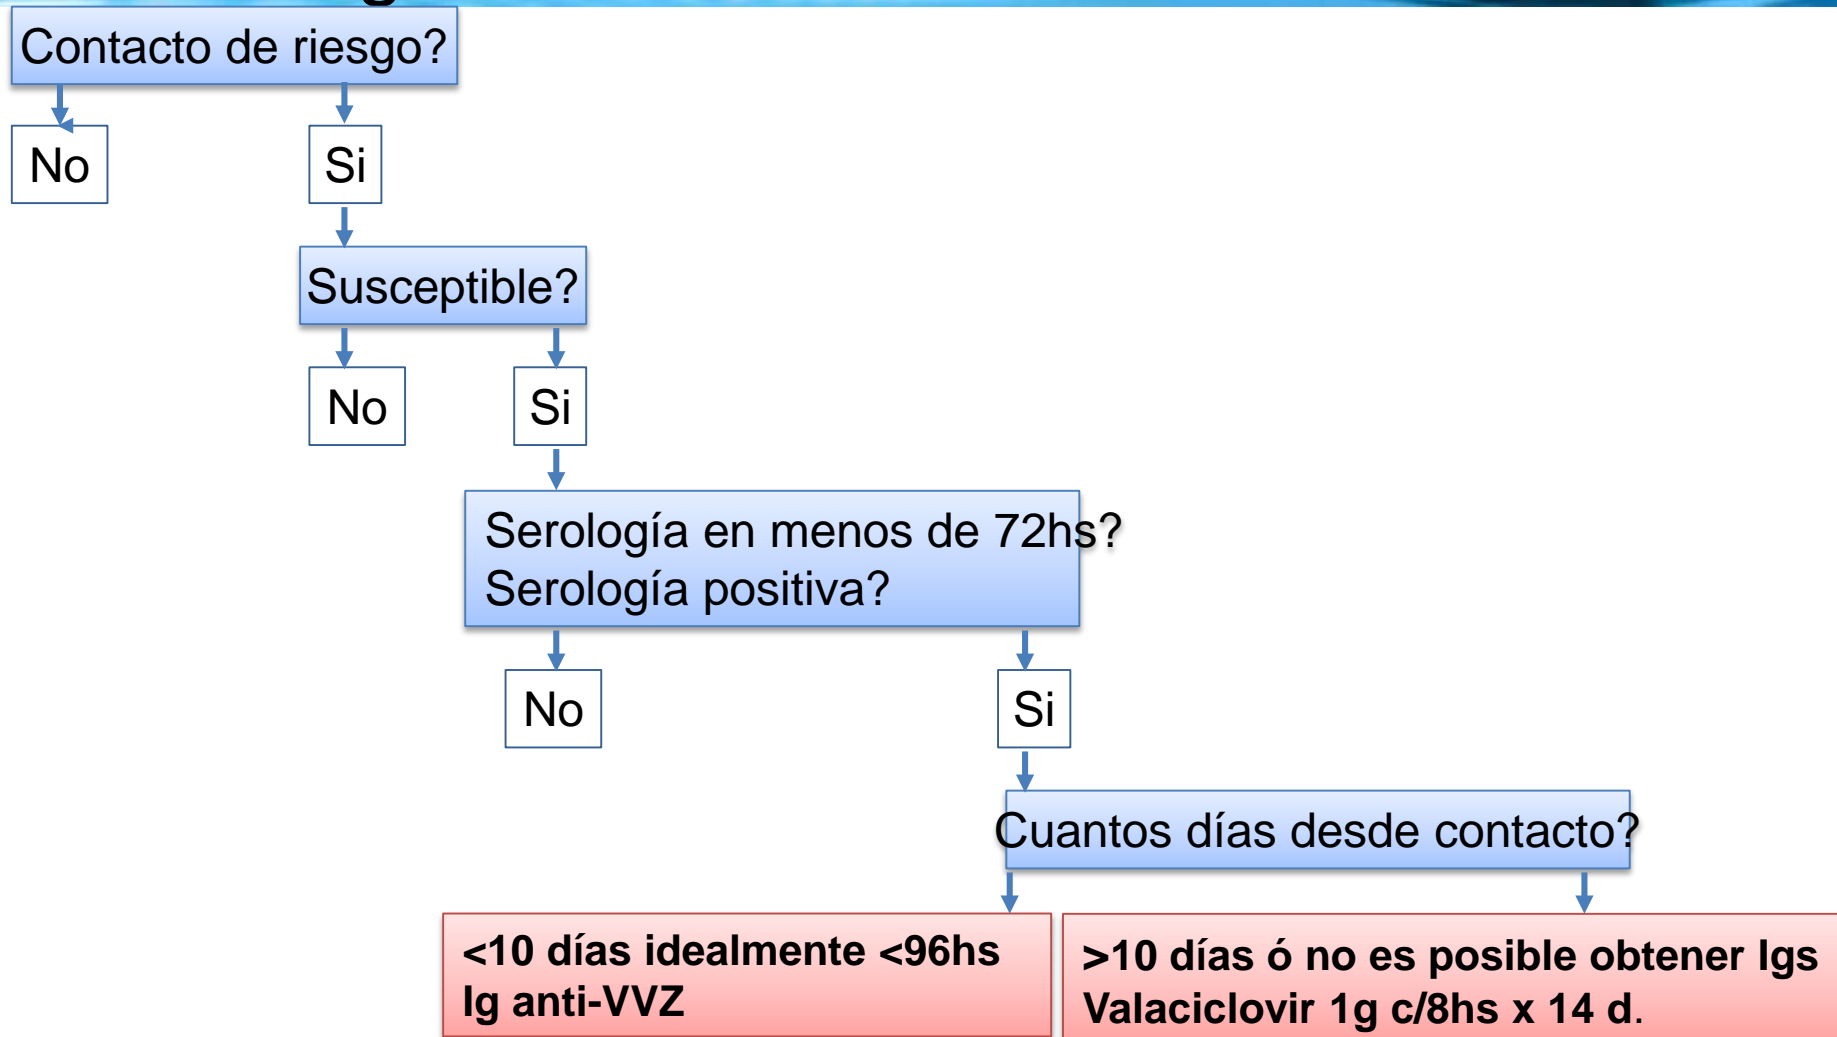 Contacto de riesgo?
No
Si
Susceptible?
No
Si
Serología en menos de 72hs?
Serología positiva?
No
Si
Cuantos días desde contacto?
<10 días idealmente <96hs
Ig anti-VVZ
>10 días ó no es posible obtener Igs
Valaciclovir 1g c/8hs x 14 d.